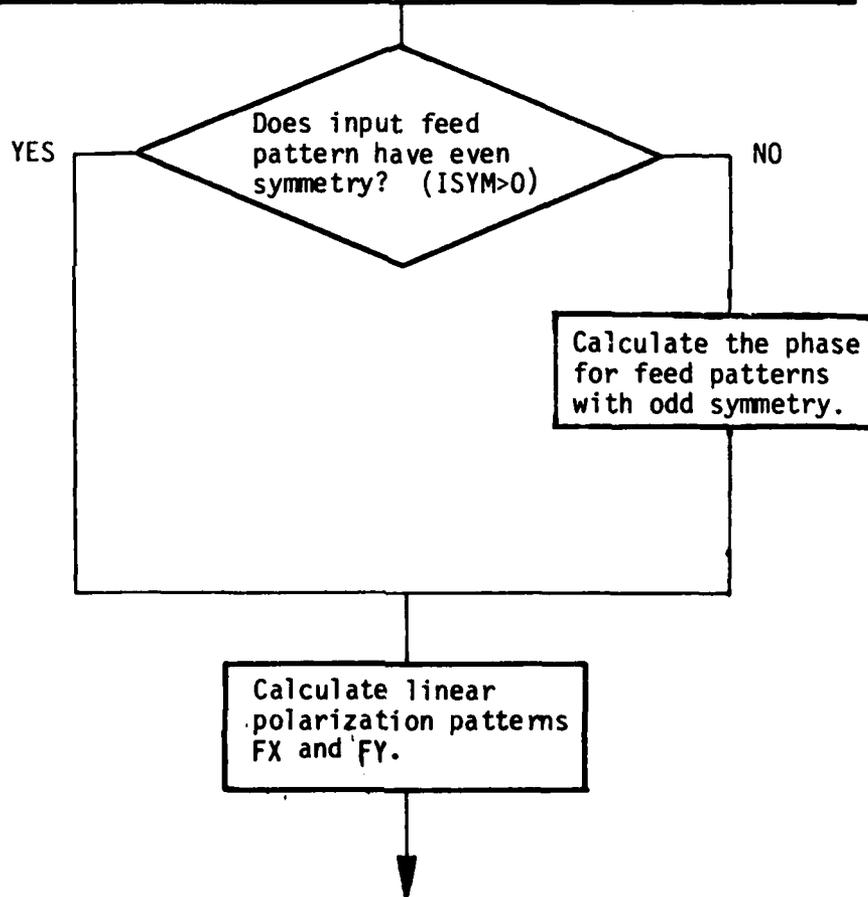 Does input feed
pattern have even
symmetry? (ISYM>0)
YES
NO
Calculate the phase
for feed patterns
with odd symmetry.
Calculate linear
polarization patterns
FX and FY.